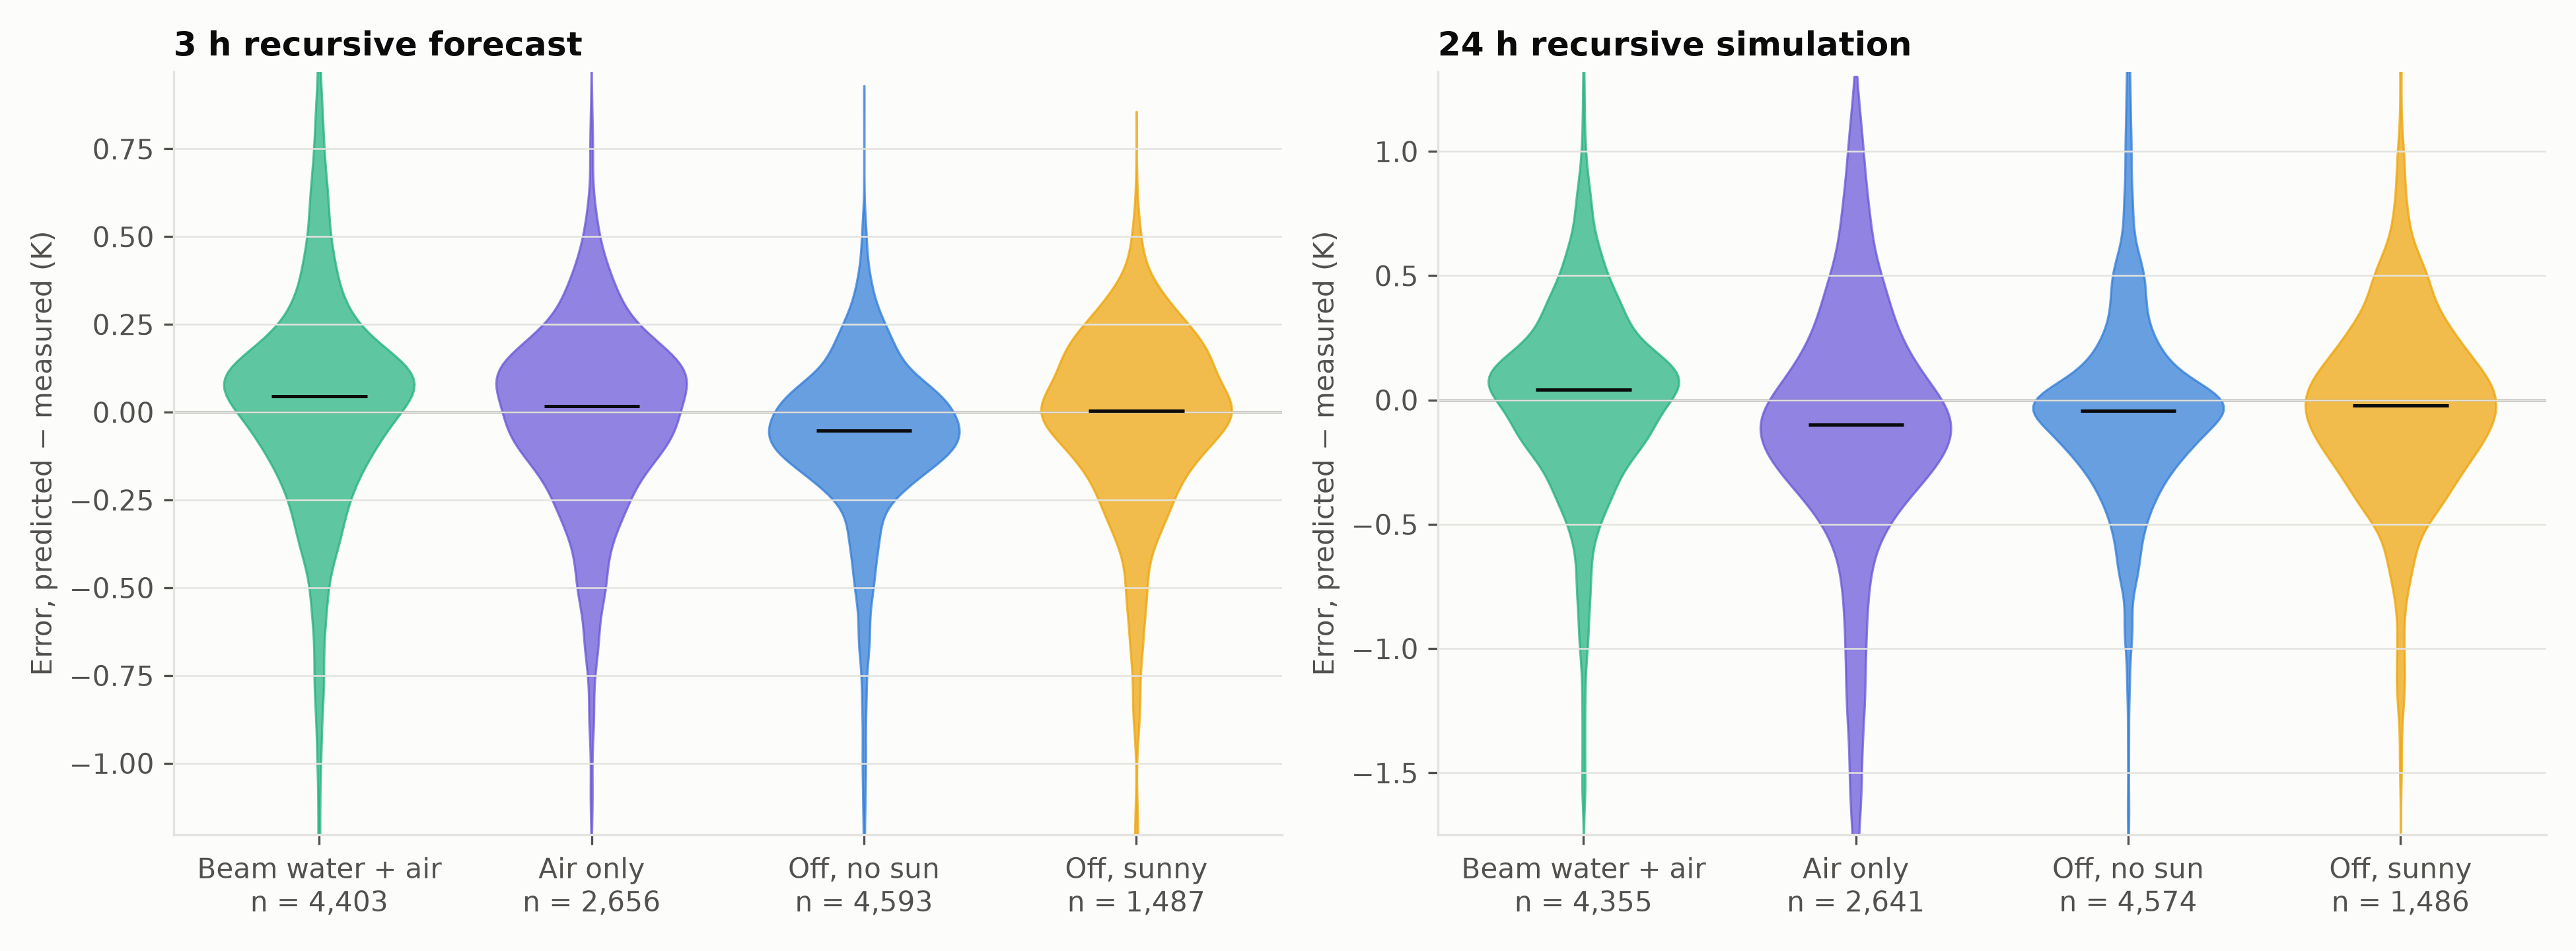 3 h recursive forecast
Error, predicted − measured (K)
0.75
0.50
0.25
0.00
−0.25
−0.50
−0.75
−1.00
Beam water + air
n = 4,403
Air only
n = 2,656
Off, no sun
n = 4,593
Off, sunny
n = 1,487
24 h recursive simulation
Error, predicted − measured (K)
1.0
0.5
0.0
−0.5
−1.0
−1.5
Beam water + air
n = 4,355
Air only
n = 2,641
Off, no sun
n = 4,574
Off, sunny
n = 1,486